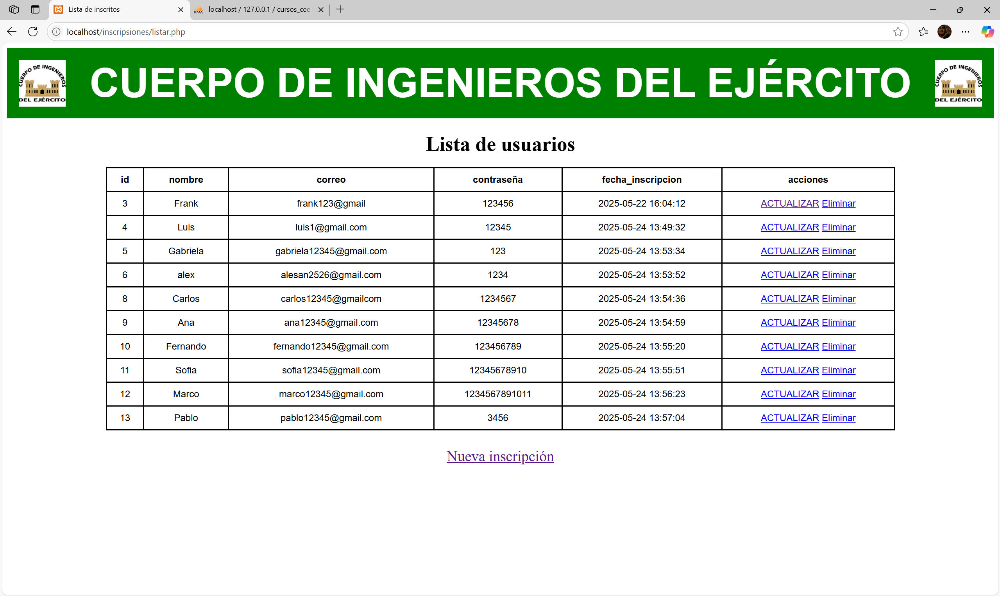 Lista de inscritos
localhost / 127.0.0.1 / cursos_cee
localhost/inscripsiones/listar.php
CUERPO DE INGENIEROS DEL EJÉRCITO
CUERPO DE INGENIEROS DEL EJÉRCITO
CUERPO DE INGENIEROS DEL EJÉRCITO
Lista de usuarios
id nombre correo contraseña fecha_inscripcion acciones
3 Frank frank123@gmail 123456 2025-05-22 16:04:12 ACTUALIZAR Eliminar
4 Luis luis1@gmail.com 12345 2025-05-24 13:49:32 ACTUALIZAR Eliminar
5 Gabriela gabriela12345@gmail.com 123 2025-05-24 13:53:34 ACTUALIZAR Eliminar
6 alex alesan2526@gmail.com 1234 2025-05-24 13:53:52 ACTUALIZAR Eliminar
8 Carlos carlos12345@gmailcom 1234567 2025-05-24 13:54:36 ACTUALIZAR Eliminar
9 Ana ana12345@gmail.com 12345678 2025-05-24 13:54:59 ACTUALIZAR Eliminar
10 Fernando fernando12345@gmail.com 123456789 2025-05-24 13:55:20 ACTUALIZAR Eliminar
11 Sofia sofia12345@gmail.com 12345678910 2025-05-24 13:55:51 ACTUALIZAR Eliminar
12 Marco marco12345@gmail.com 1234567891011 2025-05-24 13:56:23 ACTUALIZAR Eliminar
13 Pablo pablo12345@gmail.com 3456 2025-05-24 13:57:04 ACTUALIZAR Eliminar
Nueva inscripción